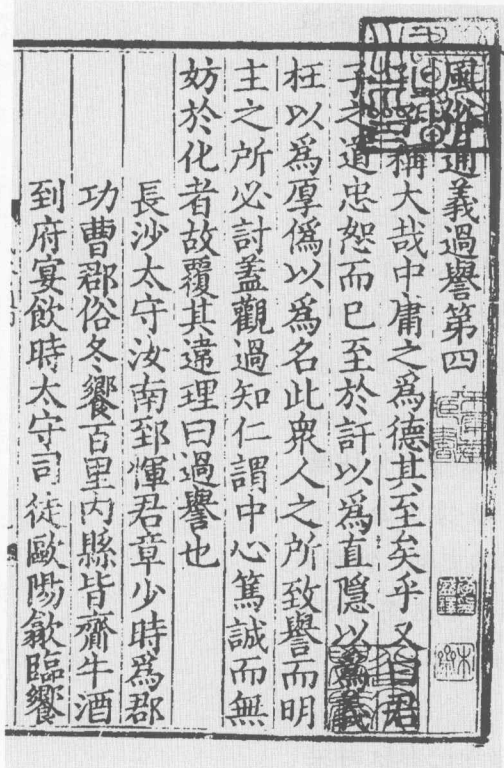 風俗通義過譽第四
孔子稱大哉中庸之為德其至矣乎又曰君
子之道忠恕而已至於訐以為直隱以為義
枉以為厚偽以為名此衆人之所致譽而明
主之所必討蓋觀過知仁謂中心篤誠而無
妨於化者故覆其違理曰過譽也
長沙太守汝南郅惲君章少時為郡
功曹郡俗冬饗百里内縣皆齎牛酒
到府宴飲時太守司徒歐陽歙臨饗